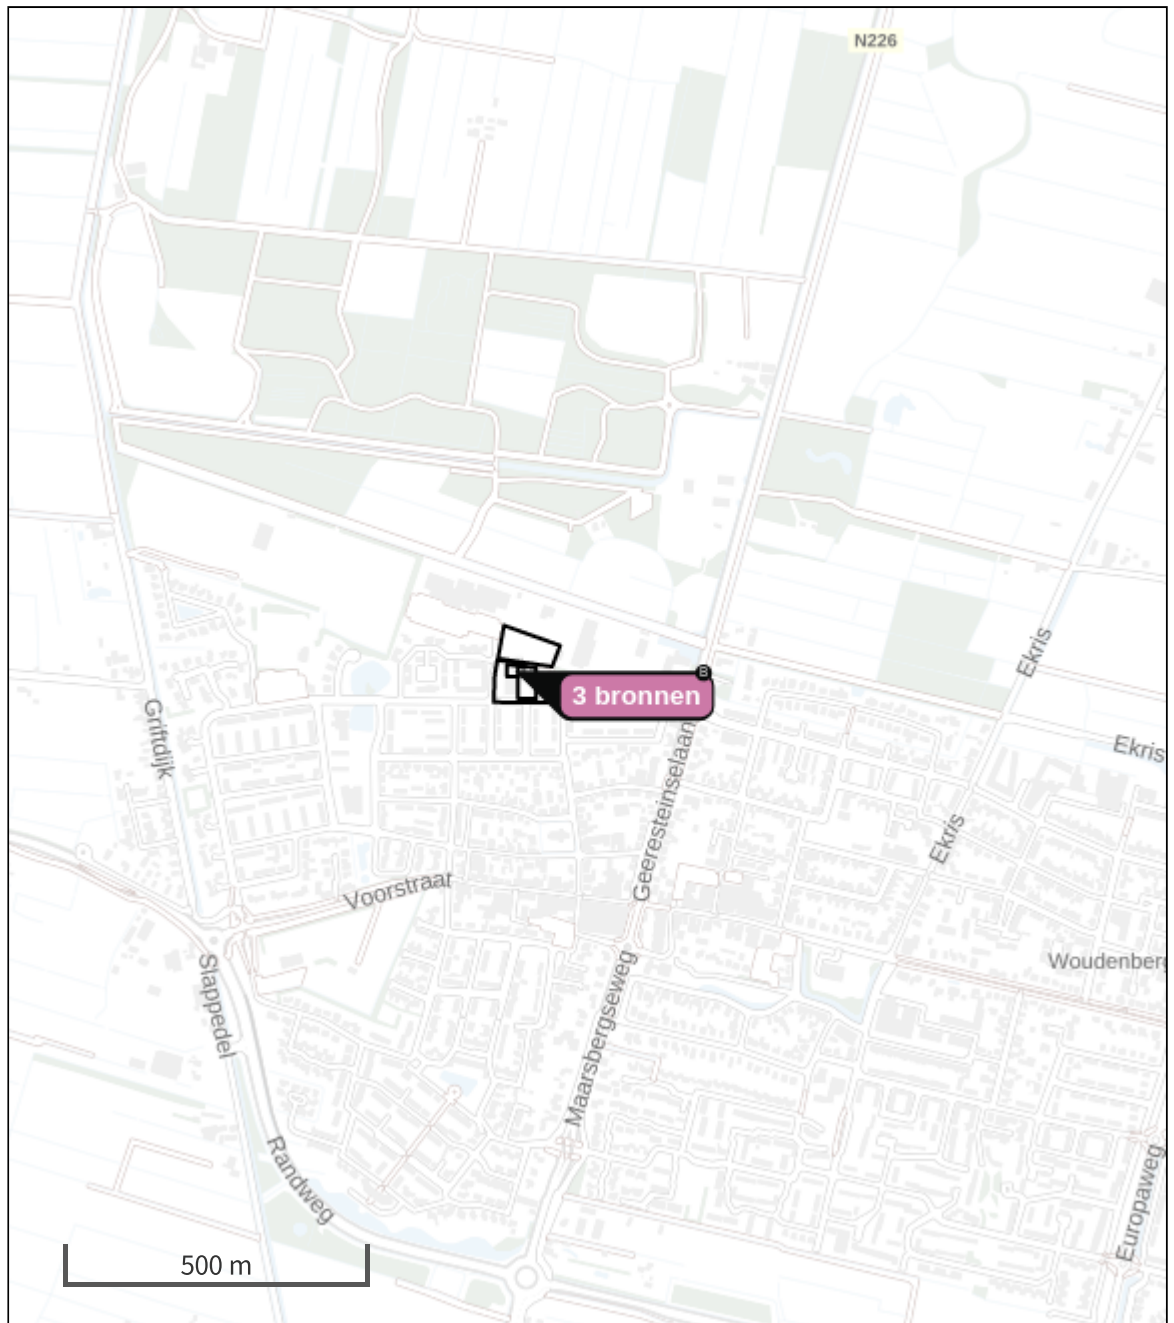 N226
Ekris
B
3 bronnen
Griftdijk
Geeresteinselaan
Ekris
Ekris
Voorstraat
Woudenberg
Slappedel
Maarsbergseweg
Randweg
Europaweg
500 m